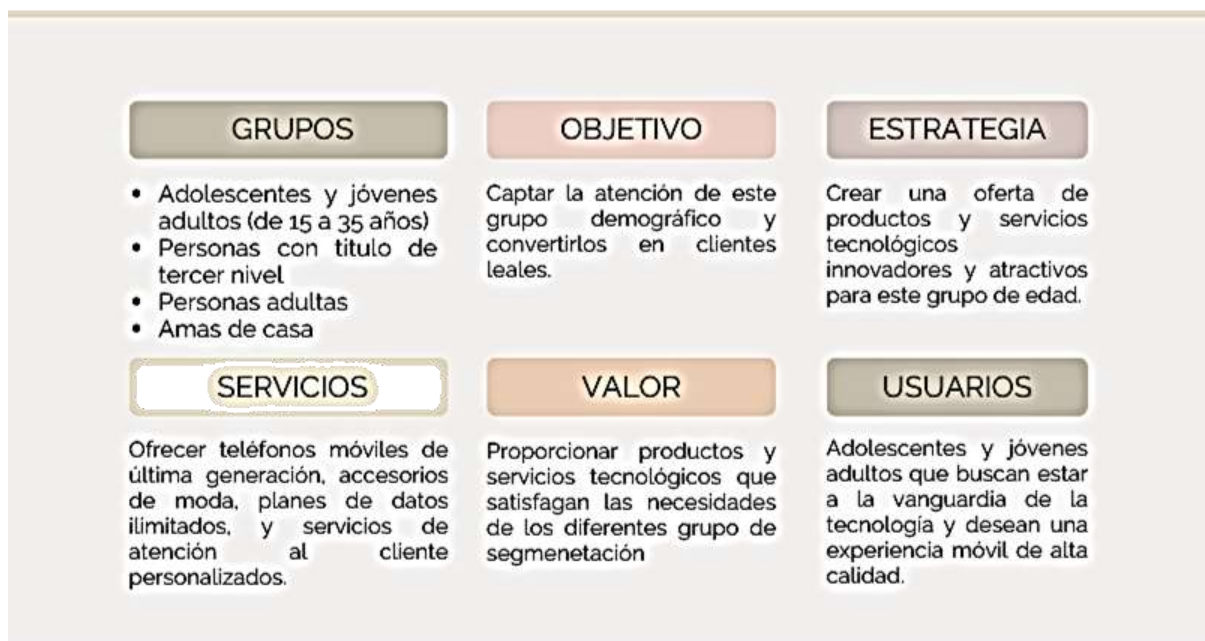 GRUPOS
• Adolescentes y jóvenes
adultos (de 15 a 35 años)
• Personas con titulo de
tercer nivel
• Personas adultas
• Amas de casa
OBJETIVO
Captar la atención de este
grupo demográfico y
convertirlos en clientes
leales.
ESTRATEGIA
Crear una oferta de
productos y servicios
tecnológicos
innovadores y atractivos
para este grupo de edad.
SERVICIOS
Ofrecer teléfonos móviles de
última generación, accesorios
de moda, planes de datos
ilimitados, y servicios de
atención al cliente
personalizados.
VALOR
Proporcionar productos y
servicios tecnológicos que
satisfagan las necesidades
de los diferentes grupo de
segmenetación
USUARIOS
Adolescentes y jóvenes
adultos que buscan estar
a la vanguardia de la
tecnología y desean una
experiencia móvil de alta
calidad.